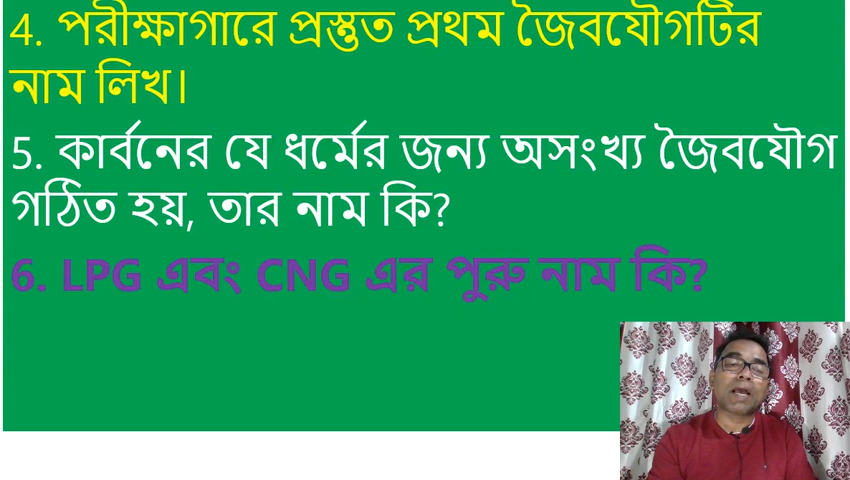 4. পরীক্ষাগারে প্রস্তুত প্রথম জৈবযৌগটির
নাম লিখ।
5. কার্বনের যে ধর্মের জন্য অসংখ্য জৈবযৌগ
গঠিত হয়, তার নাম কি?
6. LPG এবং CNG এর পুরু নাম কি?